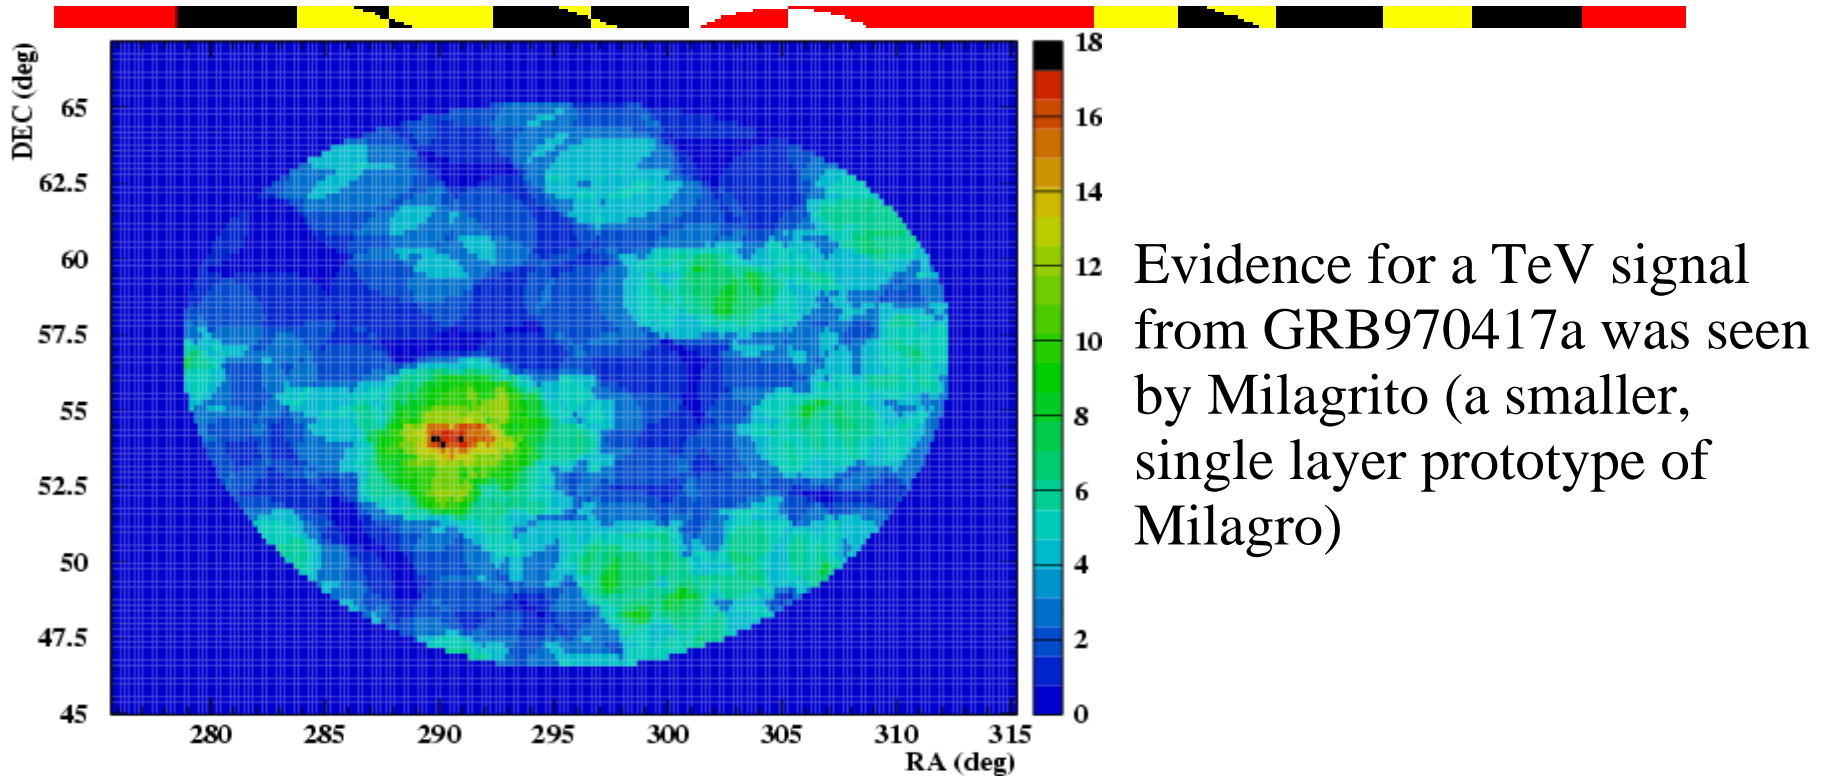 DEC (deg)
65
62.5
60
57.5
55
52.5
50
47.5
45
280 285 290 295 300 305 310 315
RA (deg)
18
16
14
12
10
8
6
4
2
0
Evidence for a TeV signal
from GRB970417a was seen
by Milagrito (a smaller,
single layer prototype of
Milagro)